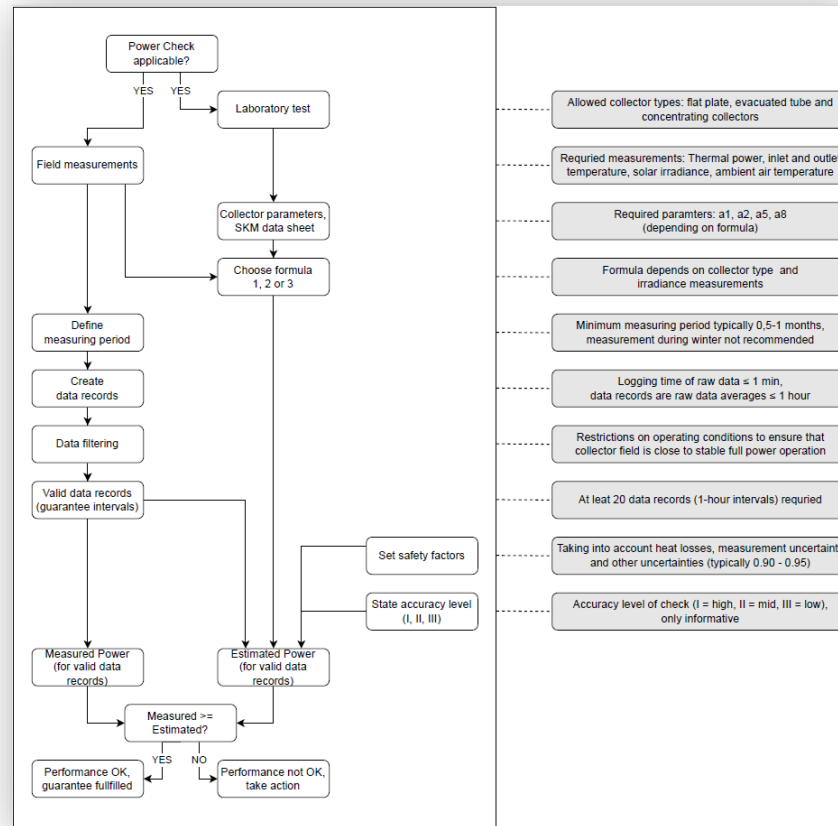 Power Check
applicable?
YES
YES
Laboratory test
Field measurements
Collector parameters,
SKM data sheet
Choose formula
1, 2 or 3
Define
measuring period
Create
data records
Data filtering
Valid data records
(guarantee intervals)
Set safety factors
State accuracy level
(I, II, III)
Measured Power
(for valid data
records)
Estimated Power
(for valid data
records)
Measured >=
Estimated?
YES
NO
Performance OK,
guarantee fullfilled
Performance not OK,
take action
Allowed collector types: flat plate, evacuated tube and
concentrating collectors
Requried measurements: Thermal power, inlet and outlet
temperature, solar irradiance, ambient air temperature
Required paramters: a1, a2, a5, a8
(depending on formula)
Formula depends on collector type and
irradiance measurements
Minimum measuring period typically 0,5-1 months,
measurement during winter not recommended
Logging time of raw data ≤ 1 min,
data records are raw data averages ≤ 1 hour
Restrictions on operating conditions to ensure that
collector field is close to stable full power operation
At leat 20 data records (1-hour intervals) requried
Taking into account heat losses, measurement uncertaint
and other uncertainties (typically 0.90 - 0.95)
Accuracy level of check (I = high, II = mid, III = low),
only informative